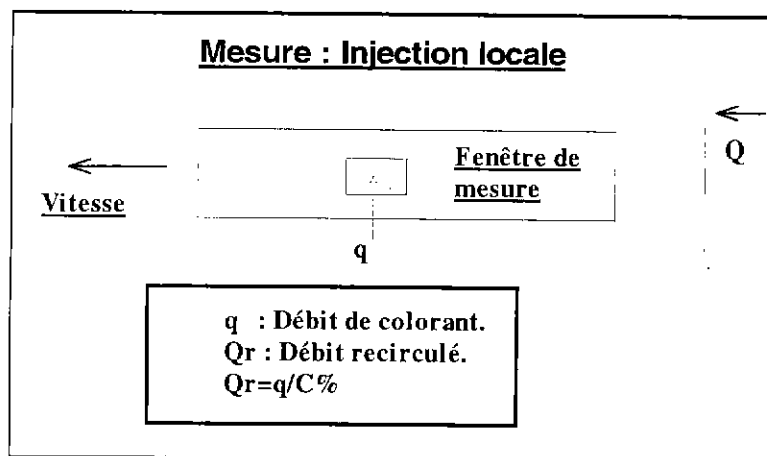 Mesure : Injection locale
Q
Fenêtre de
mesure
Vitesse
q
q : Débit de colorant.
Qr : Débit recirculé.
Qr=q/C%